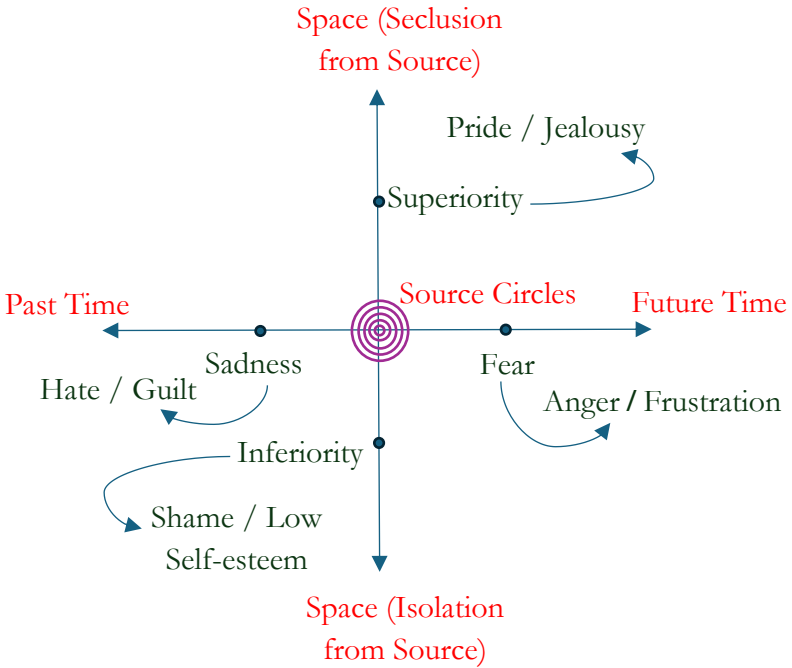 Space (Seclusion
from Source)
Pride / Jealousy
Superiority
Source Circles
Past Time
Future Time
Sadness
Fear
Hate / Guilt
Anger / Frustration
Inferiority
Shame / Low
Self-esteem
Space (Isolation
from Source)